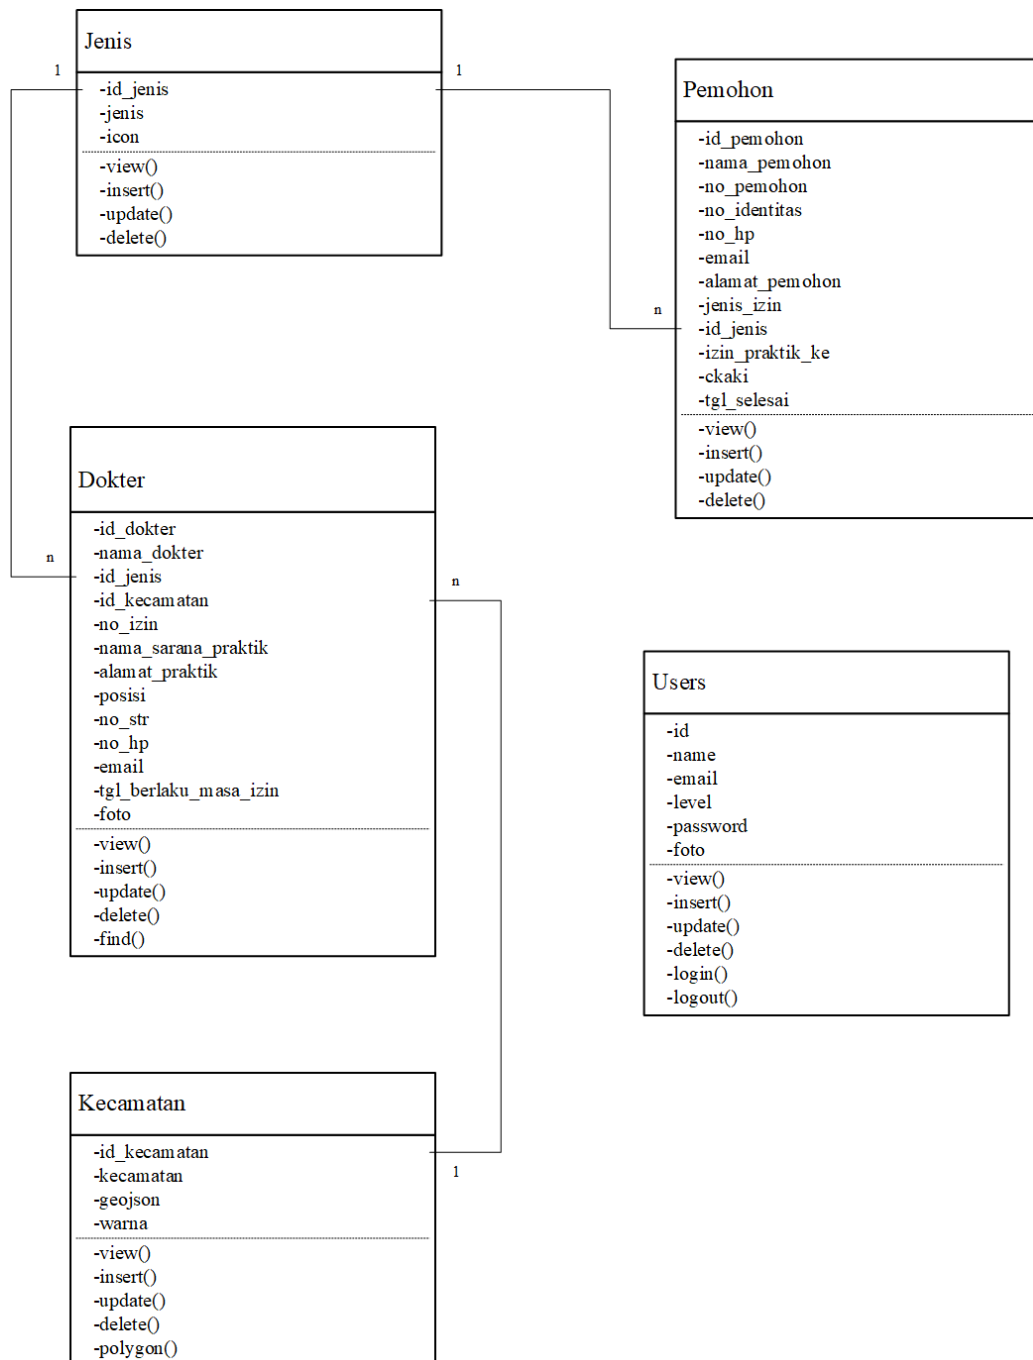 Jenis
1
1
-id_jenis
-jenis
-icon
-view()
-insert()
-update()
-delete()
Pemohon
-id_pemohon
-nama_pemohon
-no_pemohon
-no_identitas
-no_hp
-email
-alamat_pemohon
-jenis_izin
n
-id_jenis
-izin_praktik_ke
-ckaki
-tgl_selesai
-view()
-insert()
-update()
-delete()
Dokter
-id_dokter
-nama_dokter
n
n
-id_jenis
-id_kecamatan
-no_izin
-nama_sarana_praktik
-alamat_praktik
-posisi
-no_str
-no_hp
-email
-tgl_berlaku_masa_izin
-foto
-view()
-insert()
-update()
-delete()
-find()
Users
-id
-name
-email
-level
-password
-foto
-view()
-insert()
-update()
-delete()
-login()
-logout()
Kecamatan
-id_kecamatan
1
-kecamatan
-geojson
-warna
-view()
-insert()
-update()
-delete()
-polygon()